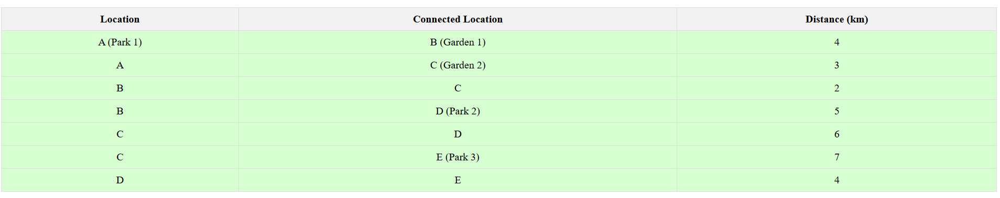 Location Connected Location Distance (km)
A (Park 1) B (Garden 1) 4
A C (Garden 2) 3
B C 2
B D (Park 2) 5
C D 6
C E (Park 3) 7
D E 4